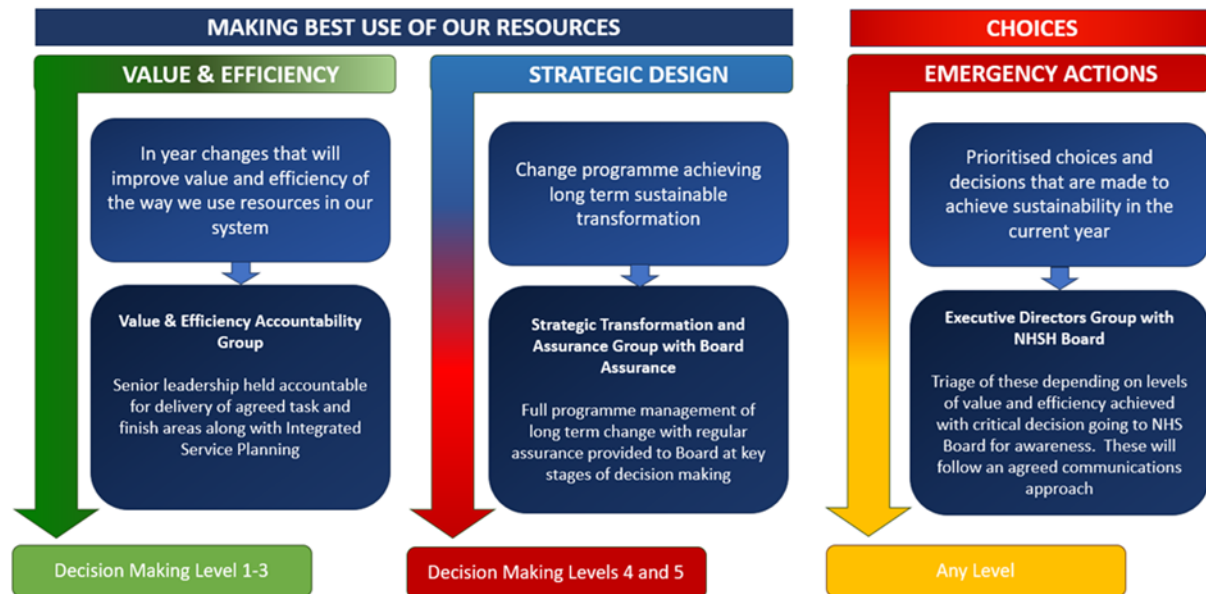 MAKING BEST USE OF OUR RESOURCES
VALUE & EFFICIENCY
In year changes that will
improve value and efficiency of
the way we use resources in our
system
Value & Efficiency Accountability
Group
Senior leadership held accountable
for delivery of agreed task and
finish areas along with Integrated
Service Planning
Decision Making Level 1-3
STRATEGIC DESIGN
Change programme achieving
long term sustainable
transformation
Strategic Transformation and
Assurance Group with Board
Assurance
Full programme management of
long term change with regular
assurance provided to Board at key
stages of decision making
Decision Making Levels 4 and 5
CHOICES
EMERGENCY ACTIONS
Prioritised choices and
decisions that are made to
achieve sustainability in the
current year
Executive Directors Group with
NHSH Board
Triage of these depending on levels
of value and efficiency achieved
with critical decision going to NHS
Board for awareness. These will
follow an agreed communications
approach
Any Level